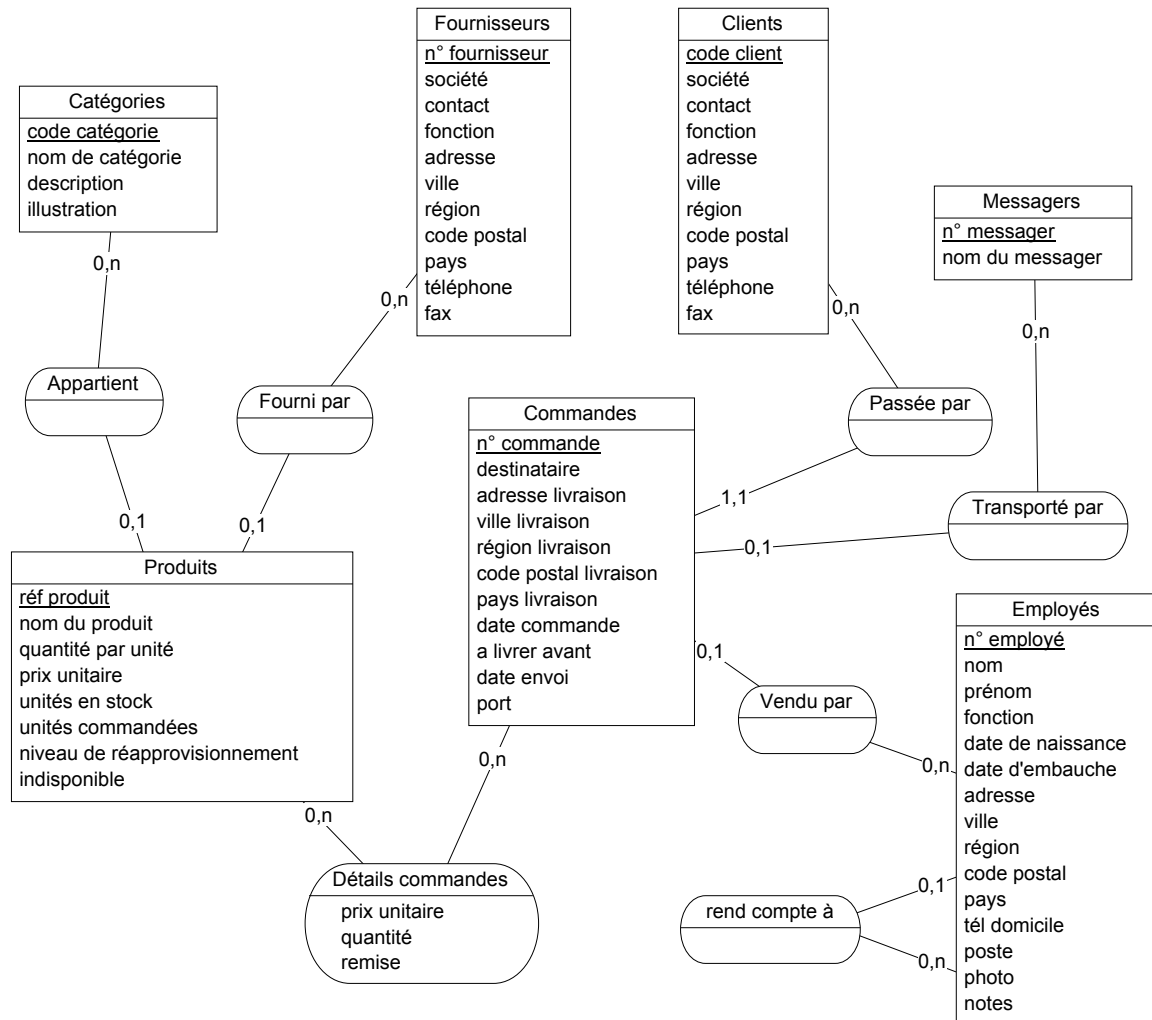 Fournisseurs
n° fournisseur
société
contact
fonction
adresse
ville
région
code postal
pays
téléphone
fax
Clients
code client
société
contact
fonction
adresse
ville
région
code postal
pays
téléphone
fax
Catégories
code catégorie
nom de catégorie
description
illustration
Messagers
n° messager
nom du messager
0,n
0,n
0,n
0,n
Appartient
Fourni par
Passée par
Transporté par
0,1
0,1
1,1
0,1
Commandes
n° commande
destinataire
adresse livraison
ville livraison
région livraison
code postal livraison
pays livraison
date commande
a livrer avant
date envoi
port
Produits
réf produit
nom du produit
quantité par unité
prix unitaire
unités en stock
unités commandées
niveau de réapprovisionnement
indisponible
0,1
Vendu par
0,n
Employés
n° employé
nom
prénom
fonction
date de naissance
date d'embauche
adresse
ville
région
code postal
pays
tél domicile
poste
photo
notes
0,n
0,n
Détails commandes
prix unitaire
quantité
remise
rend compte à
0,1
0,n